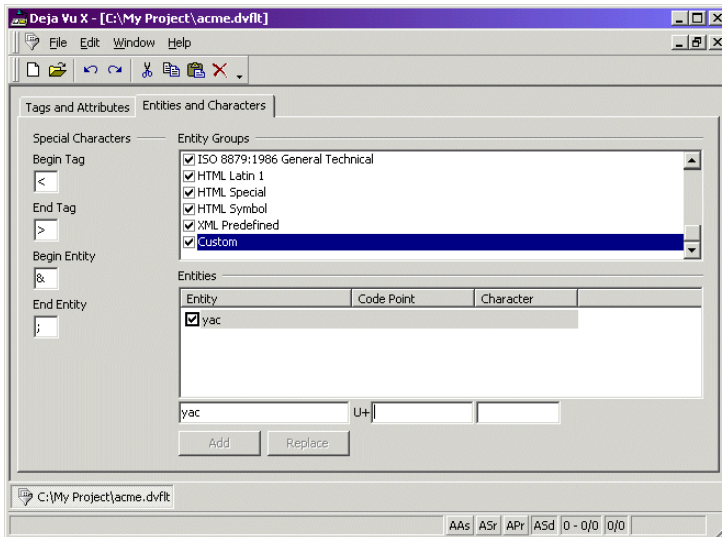 Deja Vu X - [C:\My Project\acme.dvflt]
File Edit Window Help
Tags and Attributes Entities and Characters
Special Characters
Begin Tag
<
End Tag
>
Begin Entity
&
End Entity
;
Entity Groups
ISO 8879:1986 General Technical
HTML Latin 1
HTML Special
HTML Symbol
XML Predefined
Custom
Entities
Entity Code Point Character
yac
yac U+
Add Replace
C:\My Project\acme.dvflt
AAs ASr APr ASd 0 - 0/0 0/0